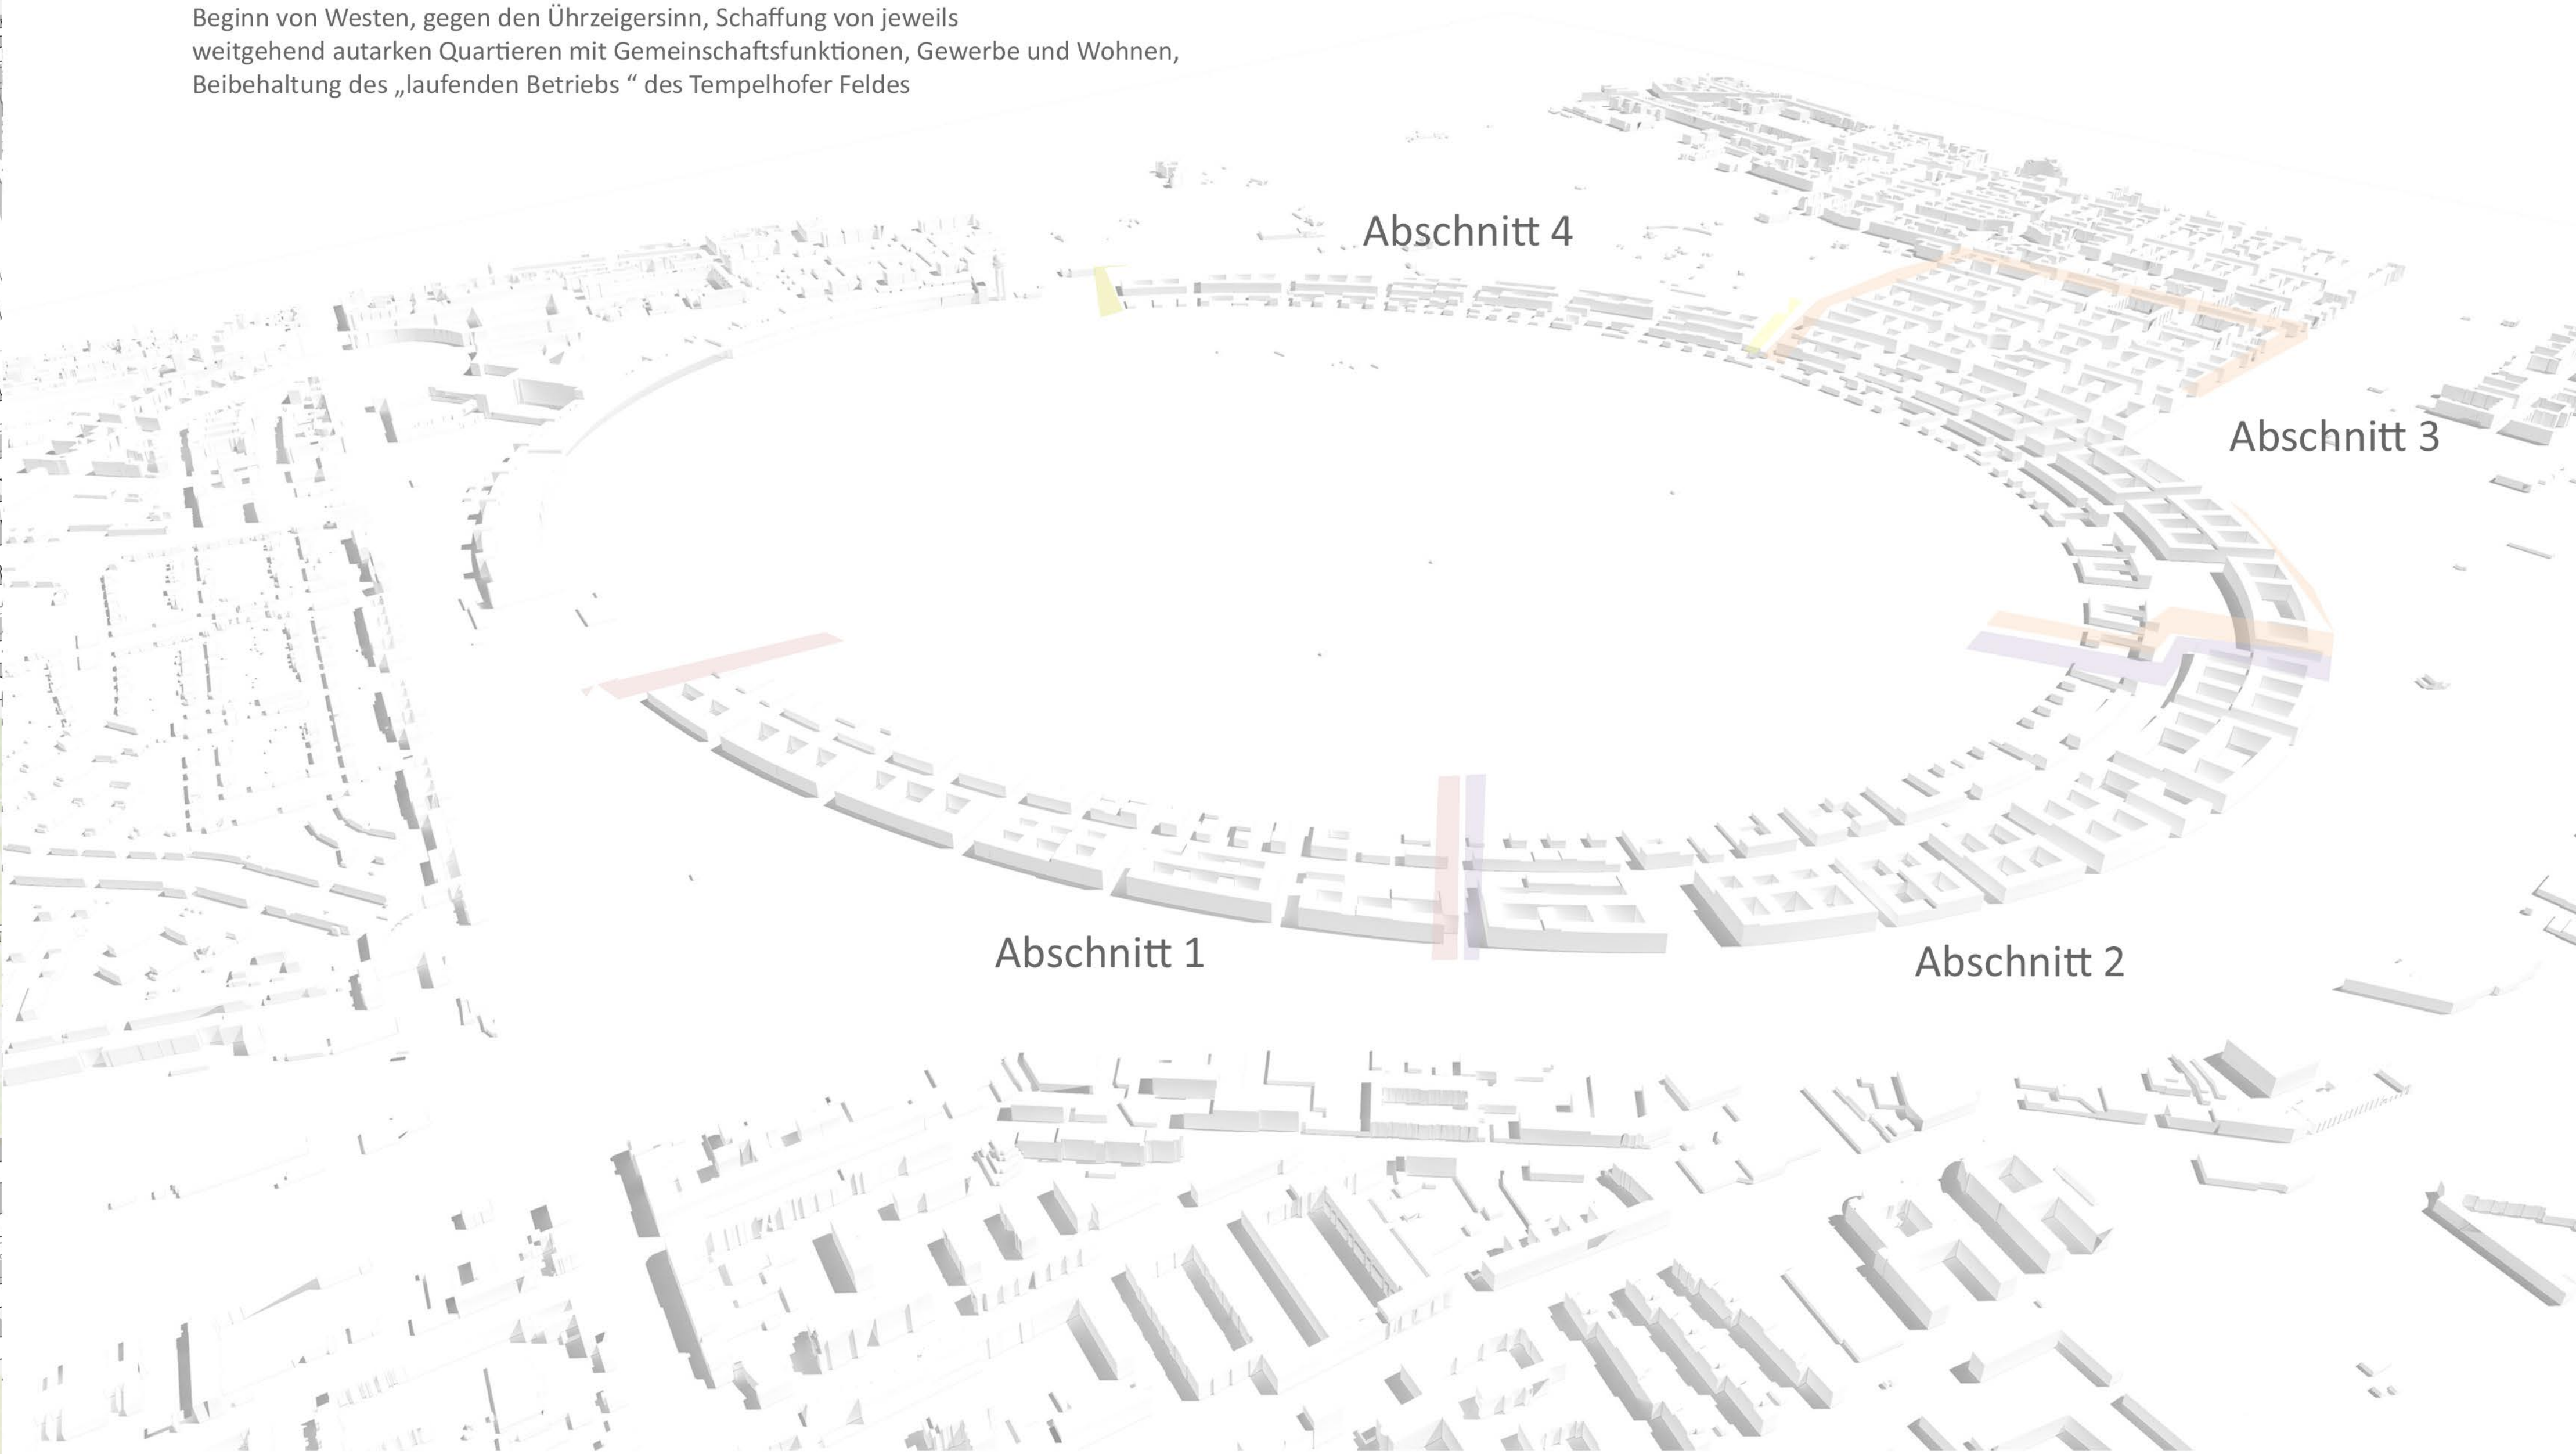 Beginn von Westen, gegen den Ührzeigersinn, Schaffung von jeweils
weitgehend autarken Quartieren mit Gemeinschaftsfunktionen, Gewerbe und Wohnen,
Beibehaltung des „laufenden Betriebs “ des Tempelhofer Feldes
Abschnitt 4
Abschnitt 3
Abschnitt 1
Abschnitt 2